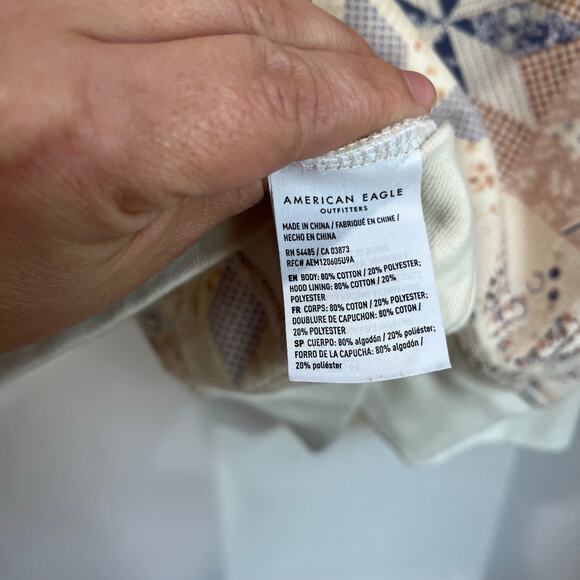 AMERICAN EAGLE
OUTFITTERS
MADE IN CHINA / FABRIQUÉ EN CHINE /
HECHO EN CHINA
RN 54485 / CA 03873
RFC# AEM120605U9A
EN BODY: 80% COTTON / 20% POLYESTER;
HOOD LINING: 80% COTTON / 20%
POLYESTER
FR CORPS: 80% COTON / 20% POLYESTER;
DOUBLURE DE CAPUCHON: 80% COTON /
20% POLYESTER
SP CUERPO: 80% algodón / 20% poliéster;
FORRO DE LA CAPUCHA: 80% algodón /
20% poliéster